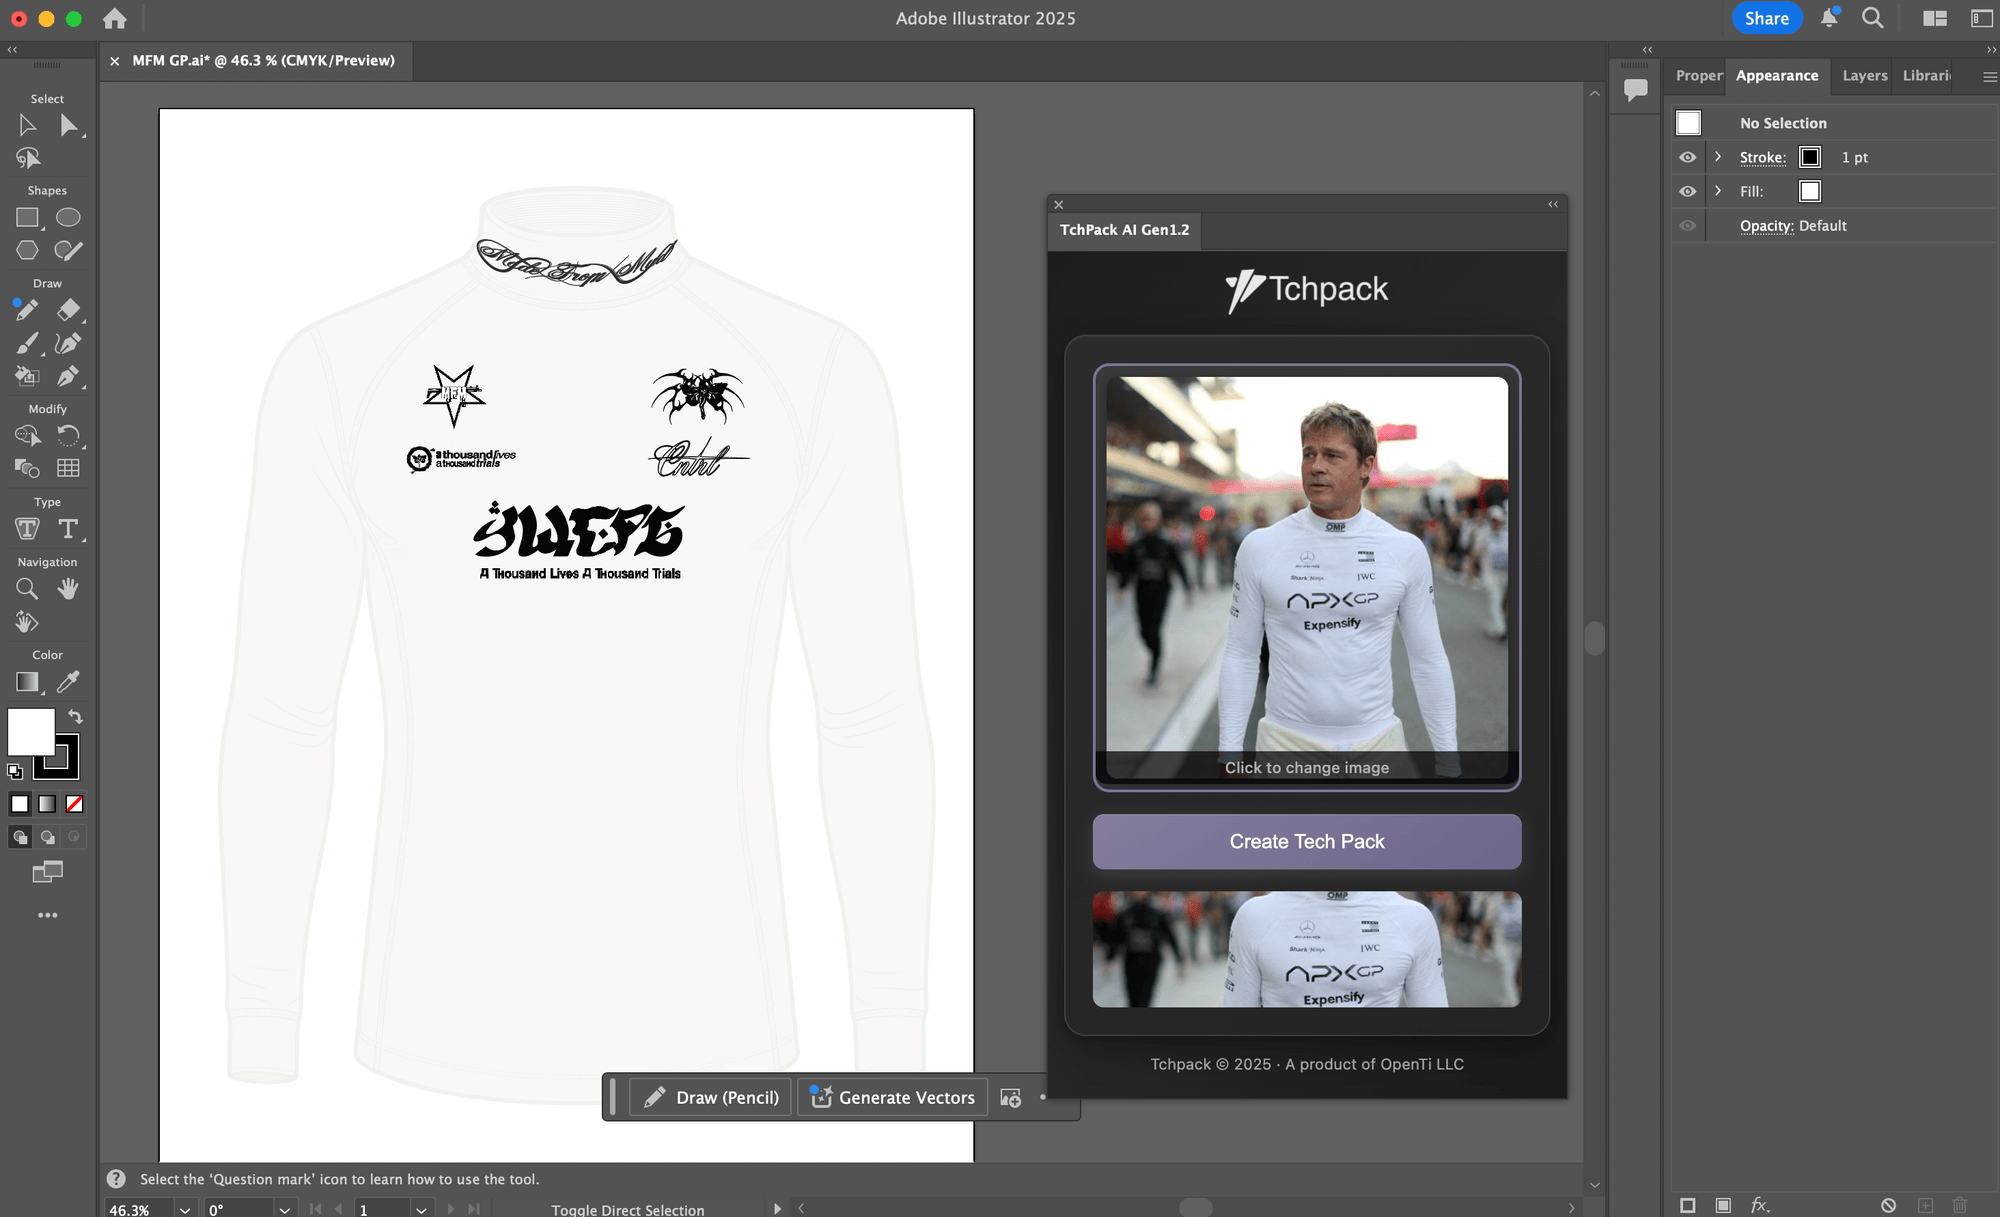 Adobe Illustrator 2025
Share
MFM GP.ai* @ 46.3 % (CMYK/Preview)
Select
Shapes
Draw
Modify
Type
Navigation
Color
Made From Myld
MFM
a thousand lives
a thousand trials
Cntrl
A Thousand Lives A Thousand Trials
TchPack AI Gen1.2
Tchpack
OMP
Shark Ninja
IWC
APXGP
Expensify
Click to change image
Create Tech Pack
OMP
Shark Ninja
IWC
APXGP
Expensify
Tchpack © 2025 · A product of OpenTi LLC
Draw (Pencil)
Generate Vectors
Select the ‘Question mark’ icon to learn how to use the tool.
46.3%
0°
1
Toggle Direct Selection
Proper
Appearance
Layers
Librari
No Selection
Stroke:
1 pt
Fill:
Opacity: Default
fx